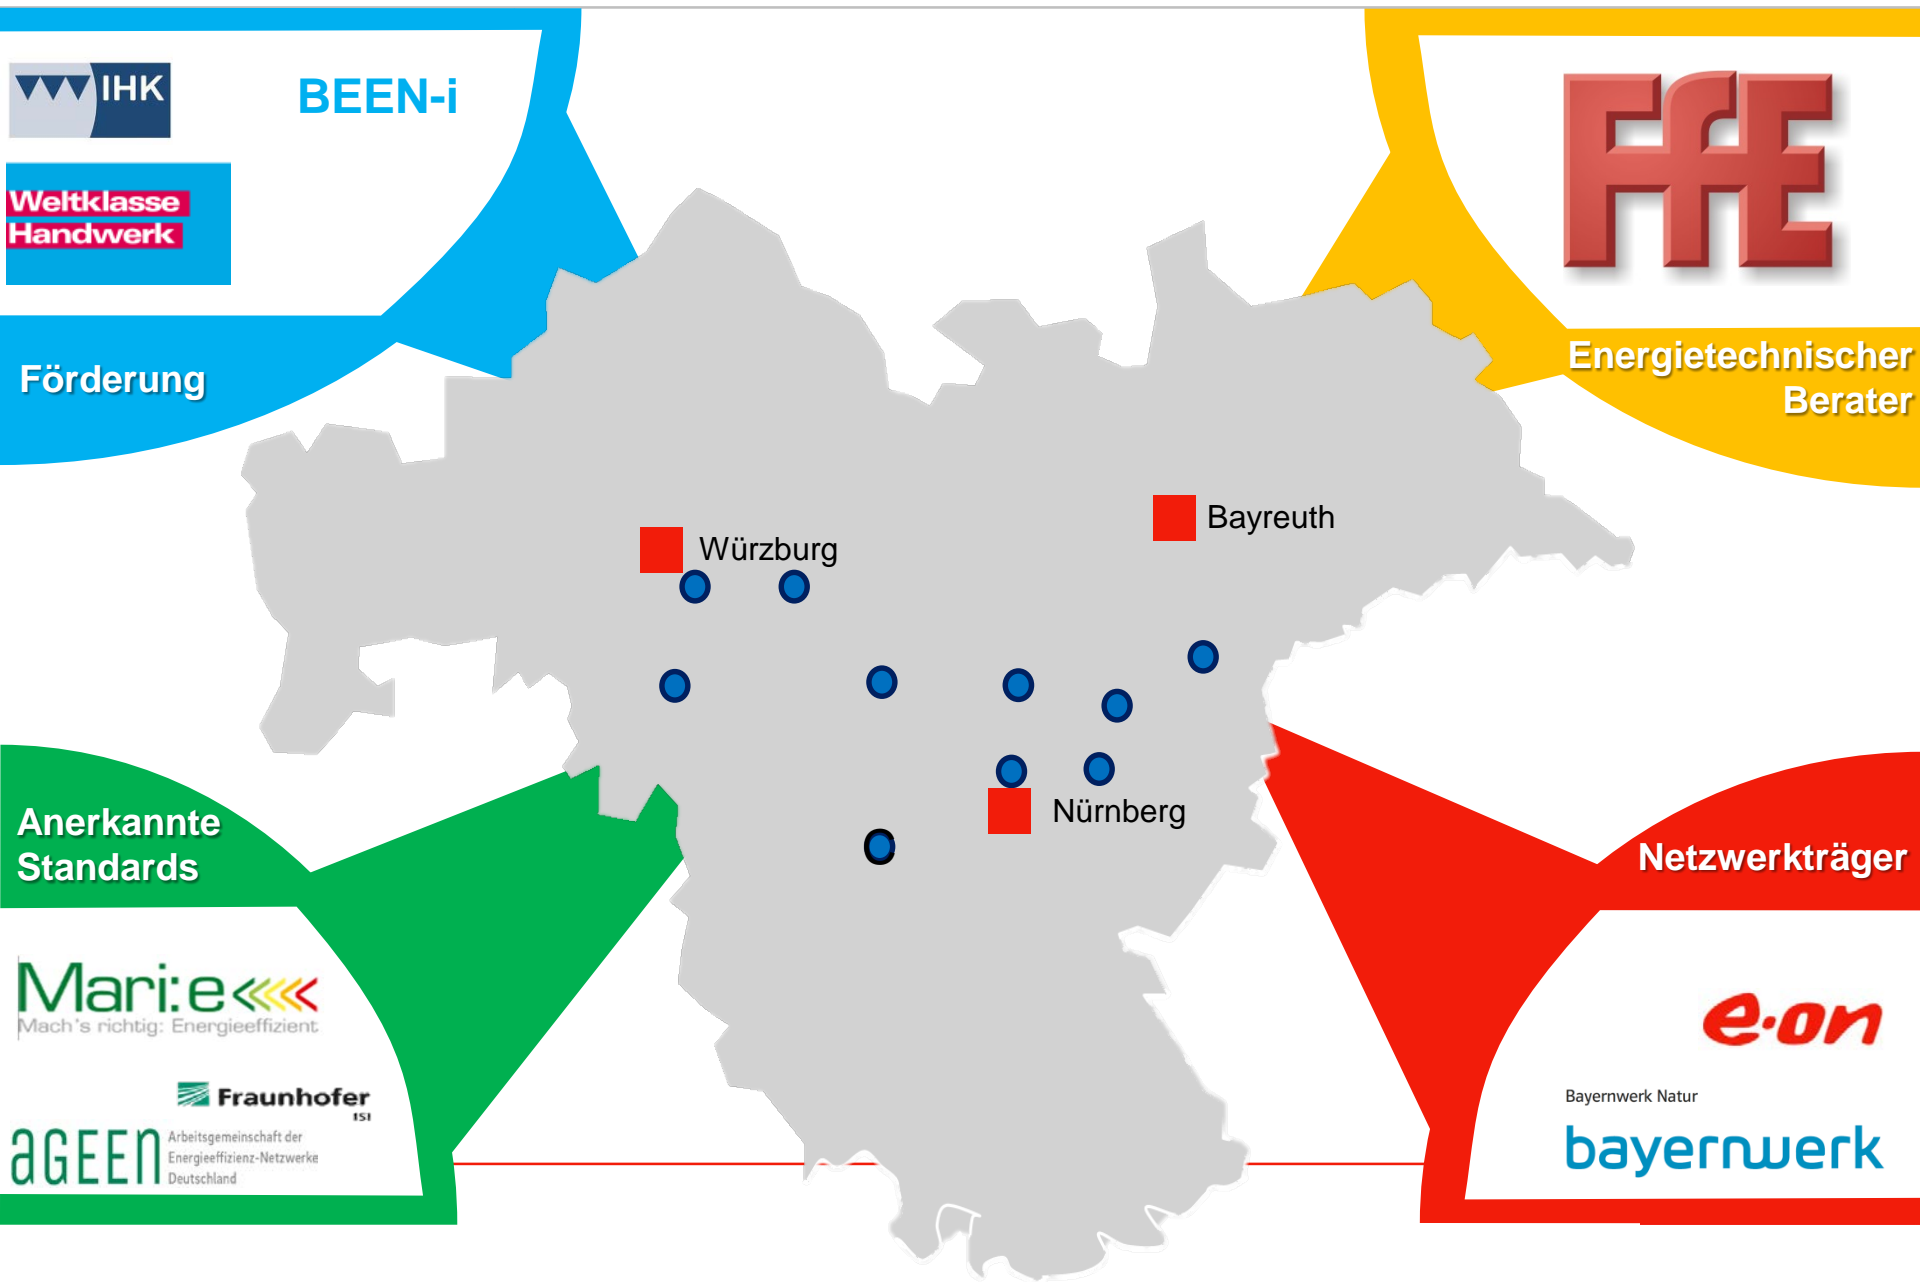 IHK
BEEN-i
Weltklasse
Handwerk
Förderung
FfE
Energietechnischer
Berater
Würzburg
Bayreuth
Nürnberg
Anerkannte
Standards
Mari:e
Mach's richtig: Energieeffizient
Fraunhofer
ISI
aGEEN
Arbeitsgemeinschaft der
Energieeffizienz-Netzwerke
Deutschland
Netzwerkträger
e·on
Bayernwerk Natur
bayernwerk